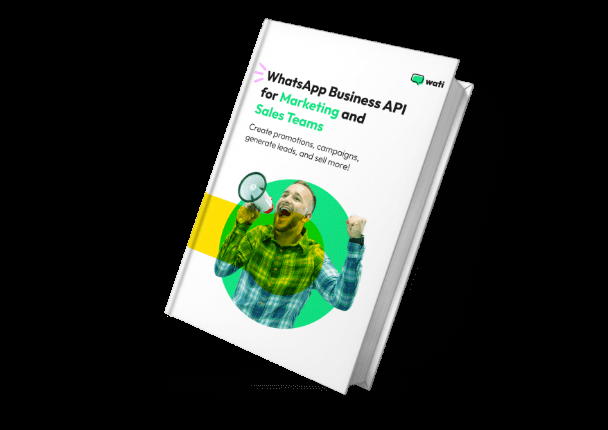 wati
WhatsApp Business API
for Marketing and
Sales Teams
Create promotions, campaigns,
generate leads, and sell more!